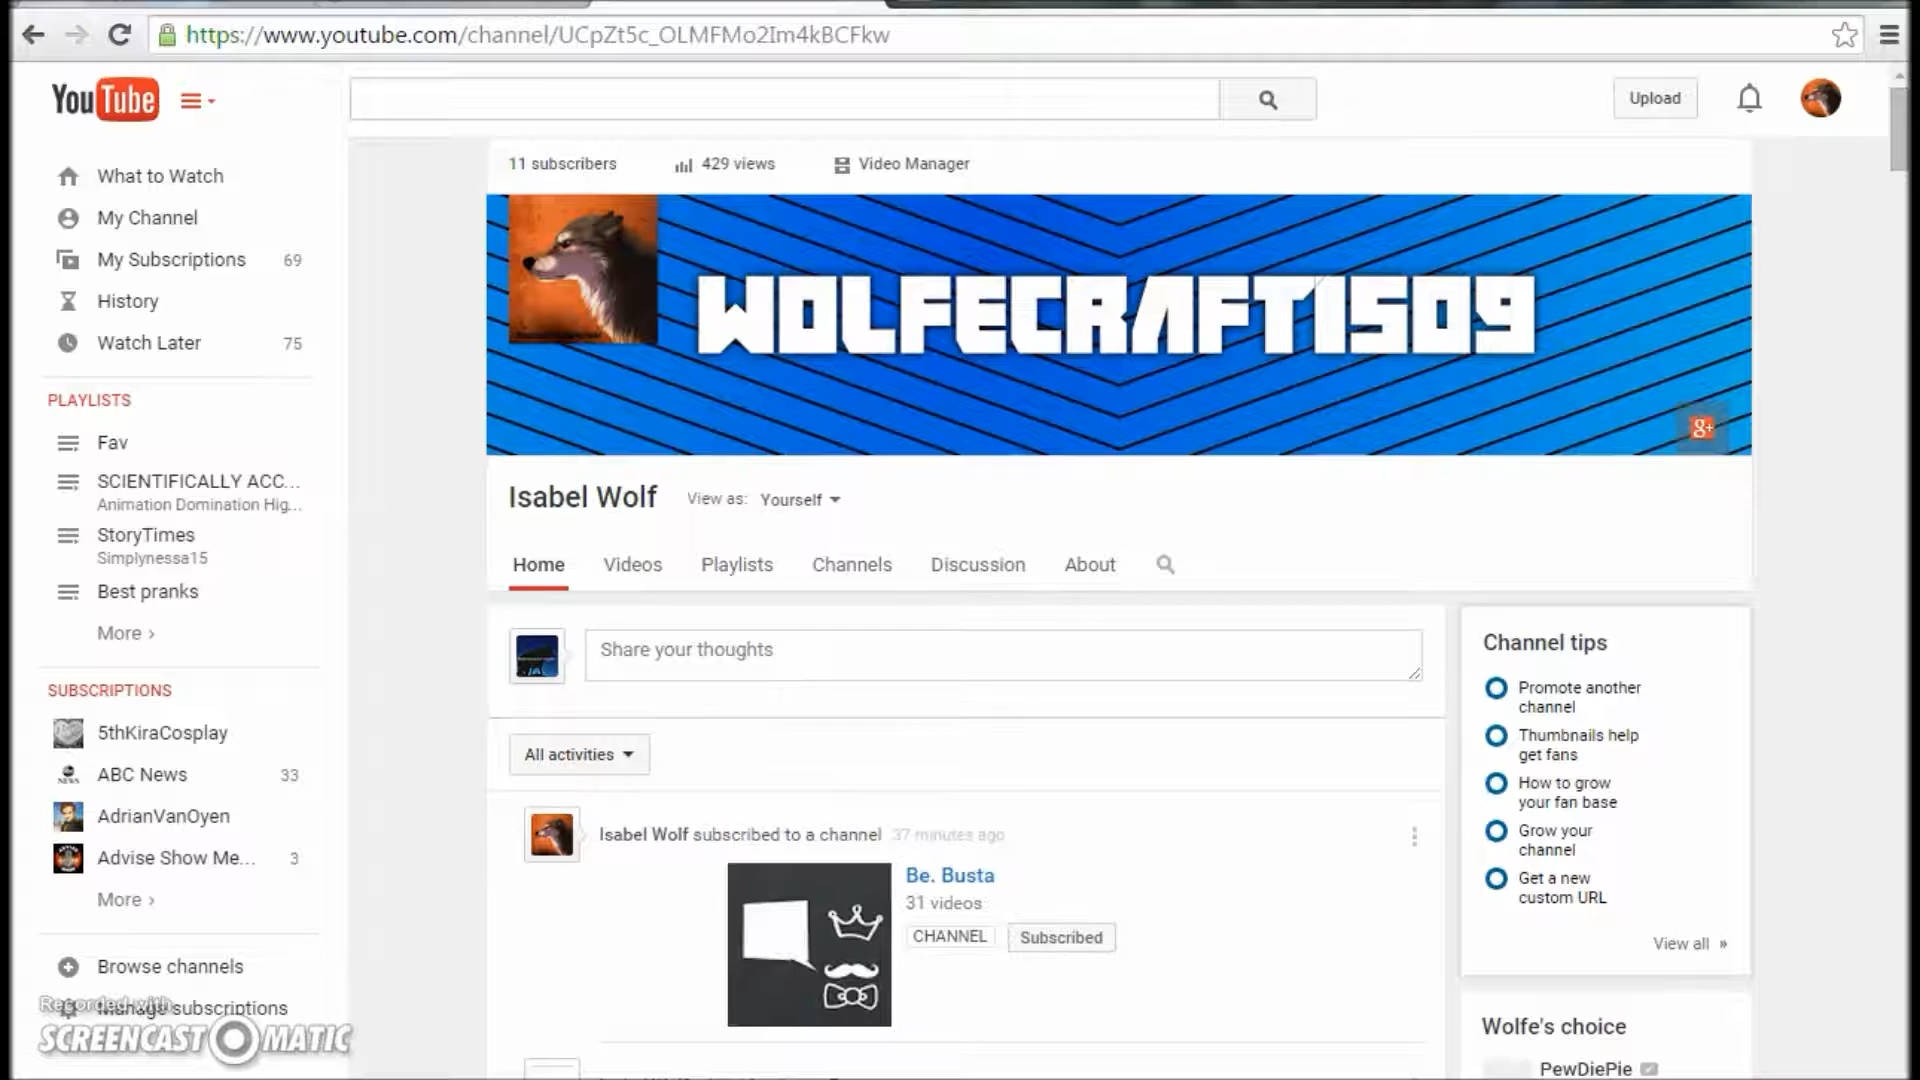 https://www.youtube.com/channel/UCpZt5c_OLMFMo2Im4kBCFkw
YouTube
Upload
What to Watch
My Channel
My Subscriptions 69
History
Watch Later 75
PLAYLISTS
Fav
SCIENTIFICALLY ACC...
Animation Domination Hig...
StoryTimes
Simplynessa15
Best pranks
More ›
SUBSCRIPTIONS
5thKiraCosplay
ABC News 33
AdrianVanOyen
Advise Show Me... 3
More ›
Browse channels
Manage subscriptions
Recorded with
SCREENCAST MATIC
11 subscribers 429 views Video Manager
WOLFECRAFT1509
g+
Isabel Wolf View as: Yourself
Home Videos Playlists Channels Discussion About
Share your thoughts
All activities
Isabel Wolf subscribed to a channel 37 minutes ago
Be. Busta
31 videos
CHANNEL Subscribed
Channel tips
Promote another
channel
Thumbnails help
get fans
How to grow
your fan base
Grow your
channel
Get a new
custom URL
View all »
Wolfe's choice
PewDiePie